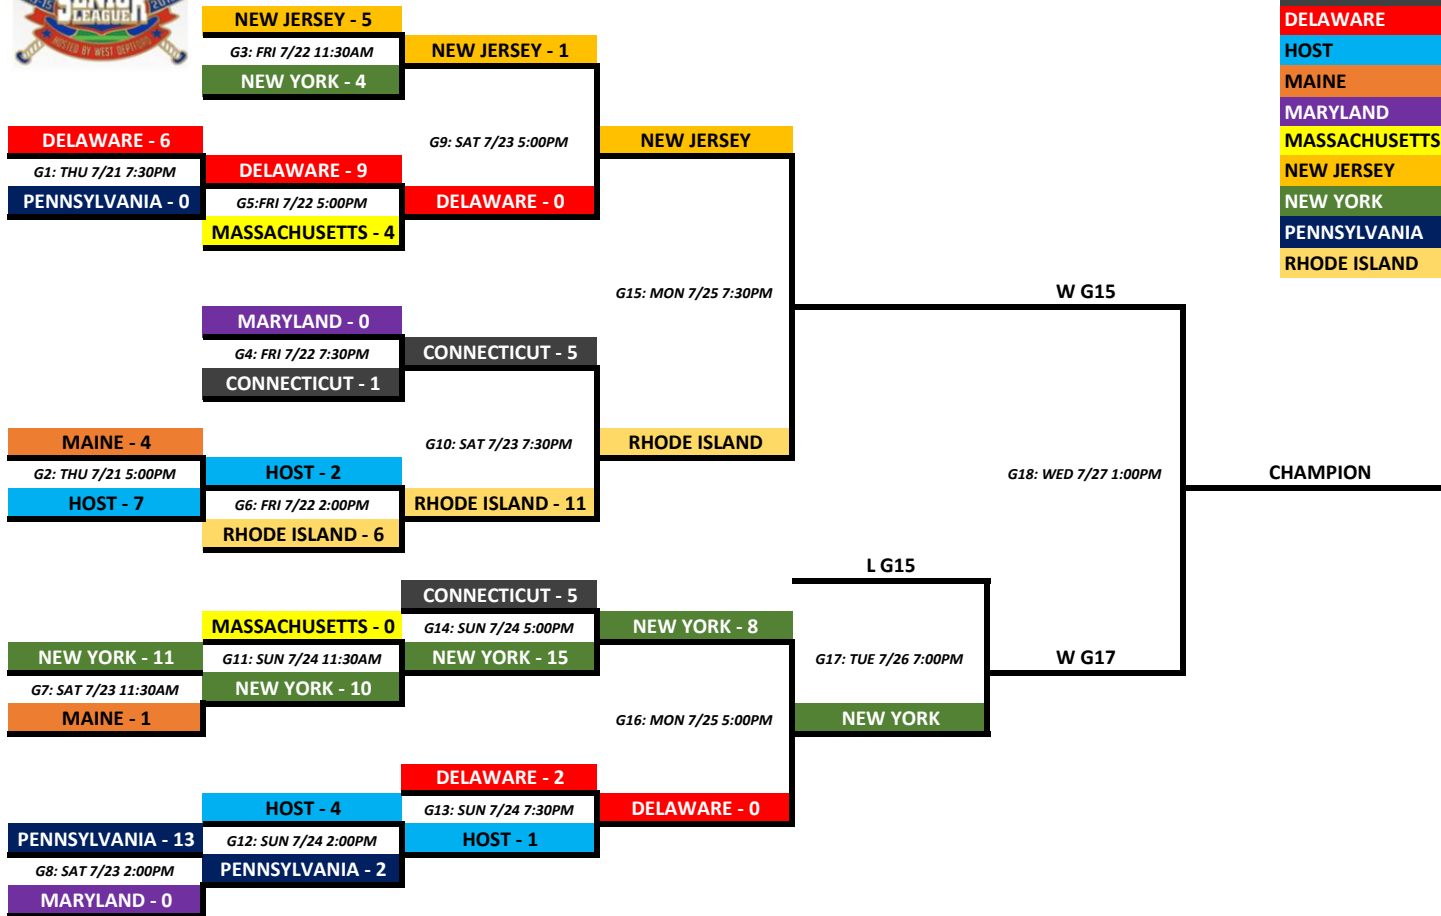 SENIOR
LEAGUE
HOSTED BY WEST DEPTFORD
NEW JERSEY - 5
G3: FRI 7/22 11:30AM
NEW YORK - 4
NEW JERSEY - 1
DELAWARE - 6
G1: THU 7/21 7:30PM
PENNSYLVANIA - 0
DELAWARE - 9
G5:FRI 7/22 5:00PM
MASSACHUSETTS - 4
G9: SAT 7/23 5:00PM
DELAWARE - 0
NEW JERSEY
MARYLAND - 0
G4: FRI 7/22 7:30PM
CONNECTICUT - 1
CONNECTICUT - 5
G15: MON 7/25 7:30PM
MAINE - 4
G2: THU 7/21 5:00PM
HOST - 7
HOST - 2
G6: FRI 7/22 2:00PM
RHODE ISLAND - 6
G10: SAT 7/23 7:30PM
RHODE ISLAND - 11
RHODE ISLAND
W G15
G18: WED 7/27 1:00PM
CHAMPION
L G15
CONNECTICUT - 5
MASSACHUSETTS - 0
G14: SUN 7/24 5:00PM
NEW YORK - 8
NEW YORK - 11
G11: SUN 7/24 11:30AM
NEW YORK - 15
G17: TUE 7/26 7:00PM
W G17
G7: SAT 7/23 11:30AM
NEW YORK - 10
MAINE - 1
G16: MON 7/25 5:00PM
NEW YORK
DELAWARE - 2
HOST - 4
G13: SUN 7/24 7:30PM
DELAWARE - 0
PENNSYLVANIA - 13
G12: SUN 7/24 2:00PM
HOST - 1
G8: SAT 7/23 2:00PM
PENNSYLVANIA - 2
MARYLAND - 0
DELAWARE
HOST
MAINE
MARYLAND
MASSACHUSETTS
NEW JERSEY
NEW YORK
PENNSYLVANIA
RHODE ISLAND